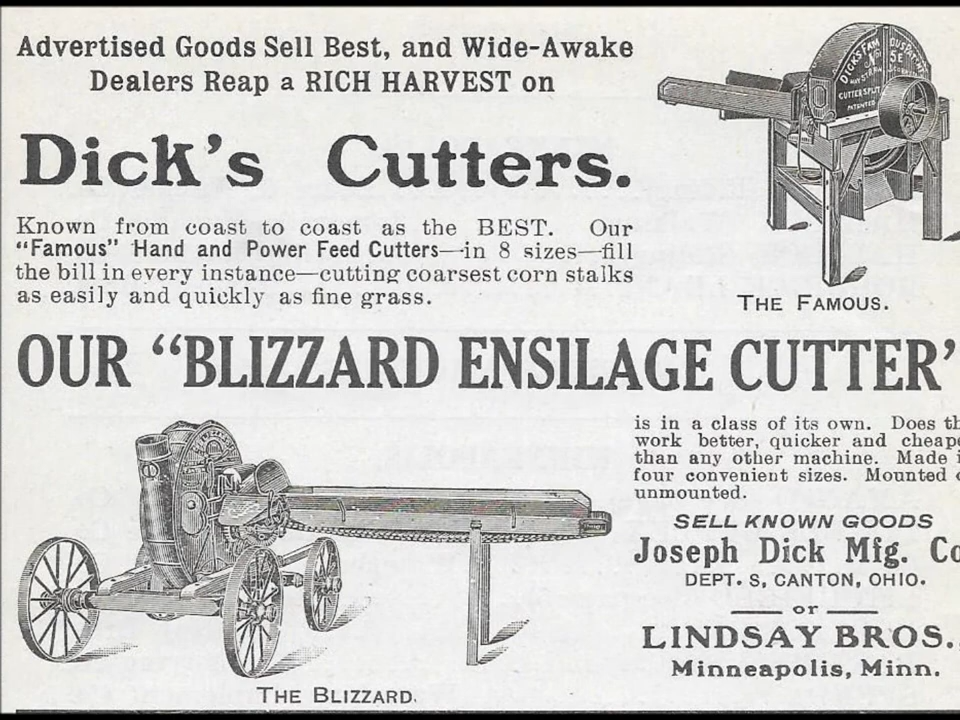 Advertised Goods Sell Best, and Wide-Awake
Dealers Reap a RICH HARVEST on
Dick's Cutters.
Known from coast to coast as the BEST. Our
"Famous" Hand and Power Feed Cutters—in 8 sizes—fill
the bill in every instance—cutting coarsest corn stalks
as easily and quickly as fine grass.
DICK'S FAM
CUTTER SPLIT
PATENTED
THE FAMOUS.
OUR "BLIZZARD ENSILAGE CUTTER"
is in a class of its own. Does th
work better, quicker and cheape
than any other machine. Made i
four convenient sizes. Mounted o
unmounted.
SELL KNOWN GOODS
Joseph Dick Mfg. Co
DEPT. S, CANTON, OHIO.
or
LINDSAY BROS.,
Minneapolis, Minn.
THE BLIZZARD.